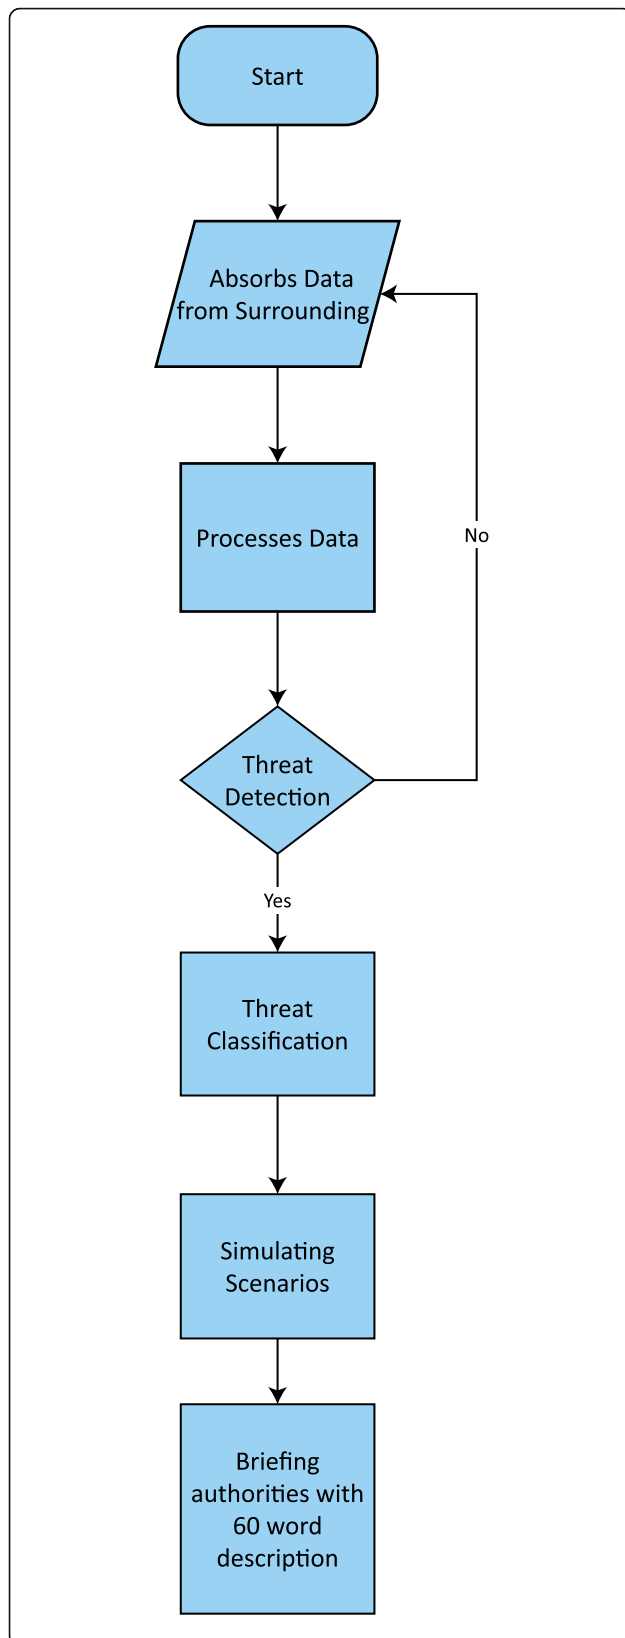 Start
Absorbs Data
from Surrounding
Processes Data
No
Threat
Detection
Yes
Threat
Classification
Simulating
Scenarios
Briefing
authorities with
60 word
description